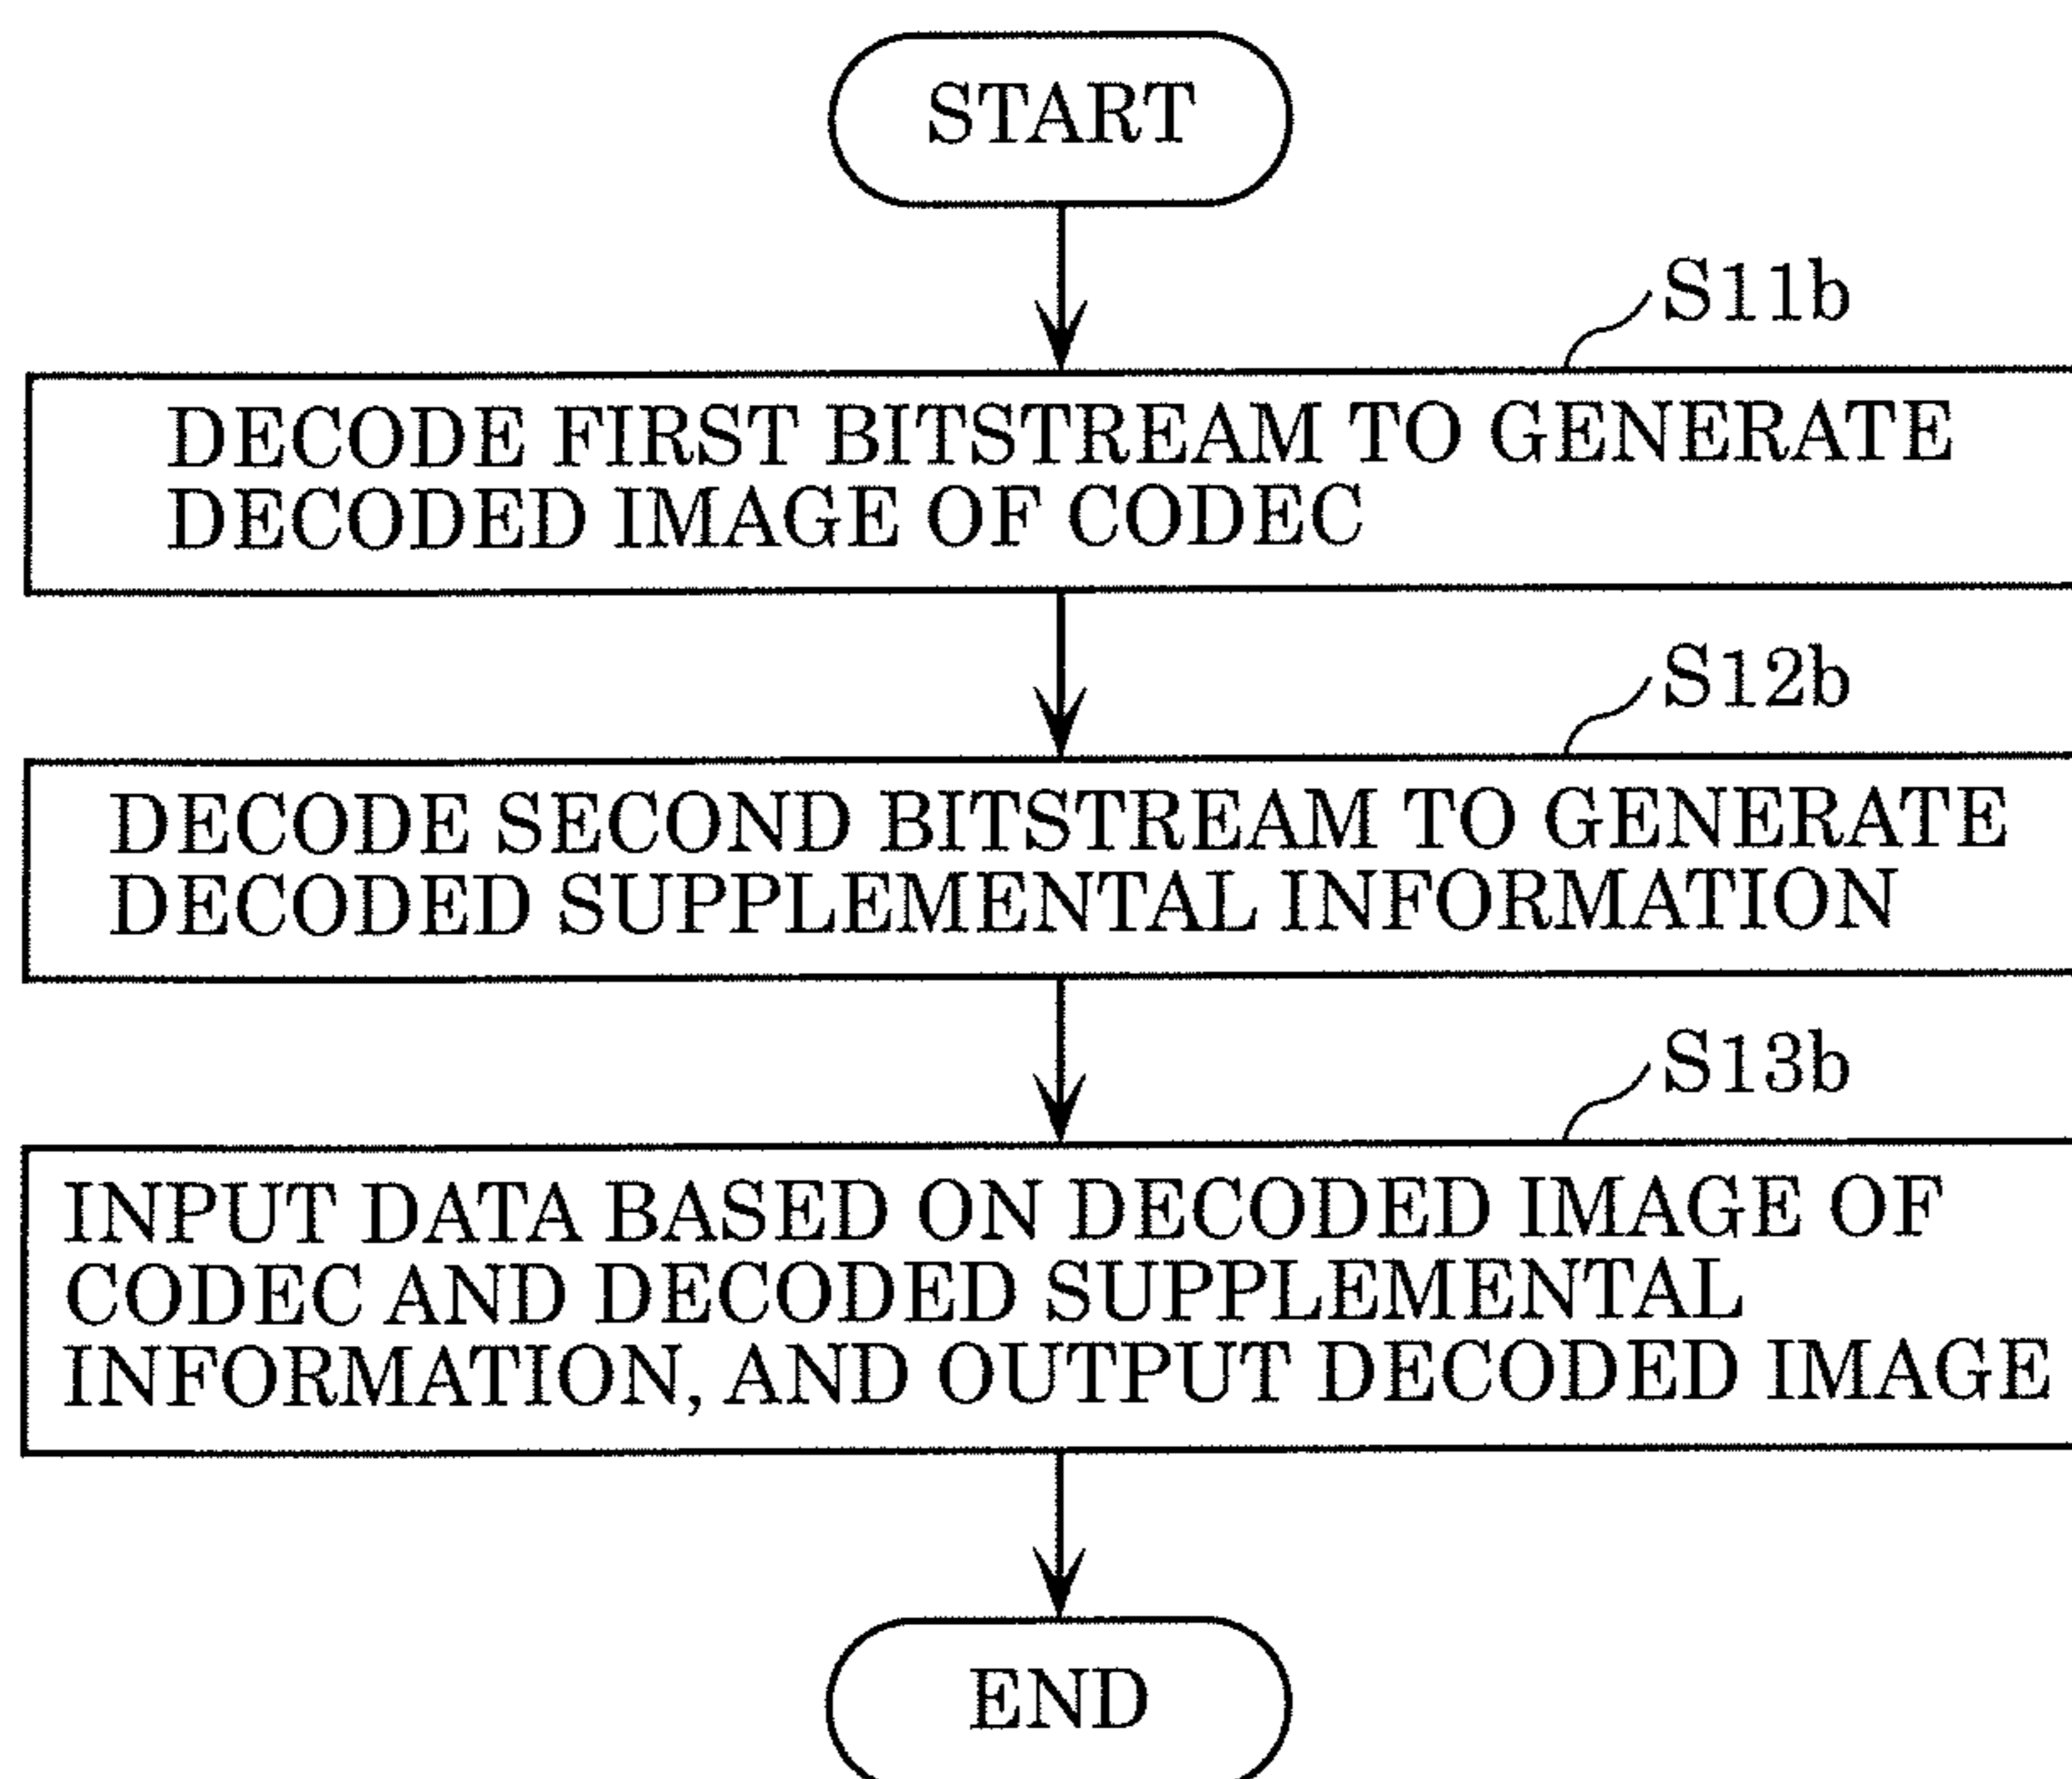 START
S11b
DECODE FIRST BITSTREAM TO GENERATE
DECODED IMAGE OF CODEC
S12b
DECODE SECOND BITSTREAM TO GENERATE
DECODED SUPPLEMENTAL INFORMATION
S13b
INPUT DATA BASED ON DECODED IMAGE OF
CODEC AND DECODED SUPPLEMENTAL
INFORMATION, AND OUTPUT DECODED IMAGE
END